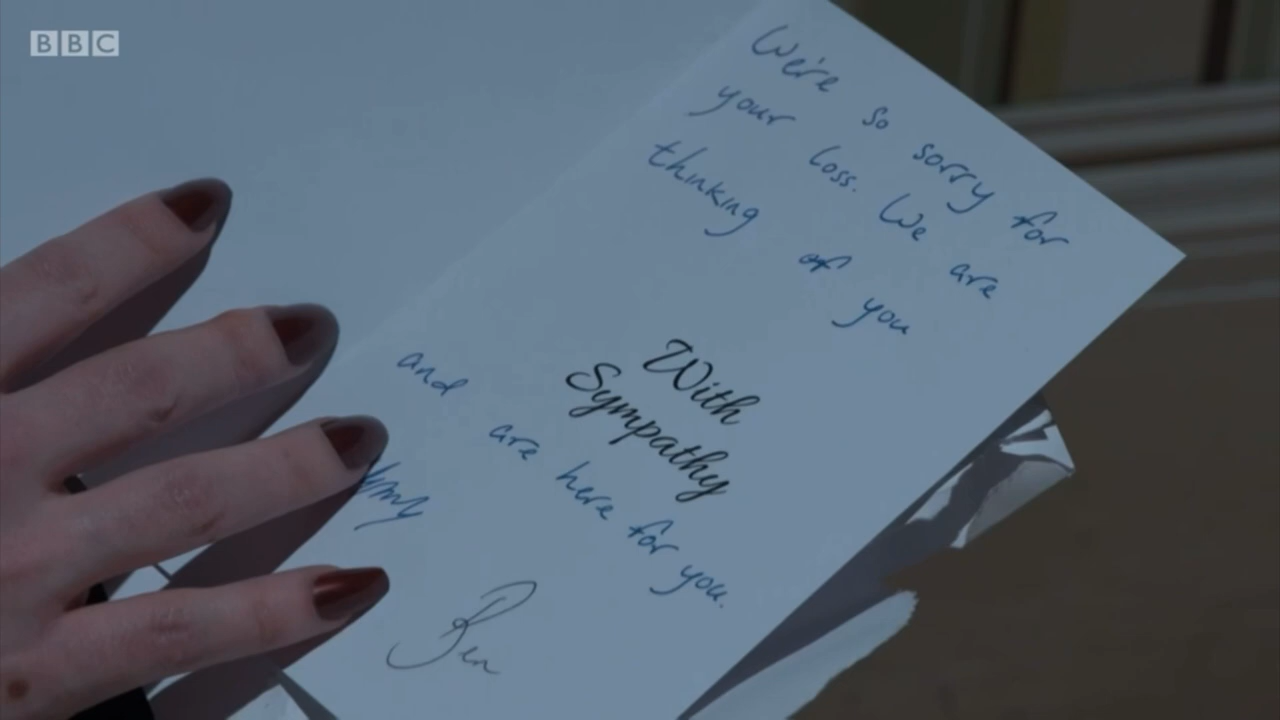 BBC
We're so sorry for
your loss. We are
thinking of you
With
Sympathy
and are here for you.
Ben